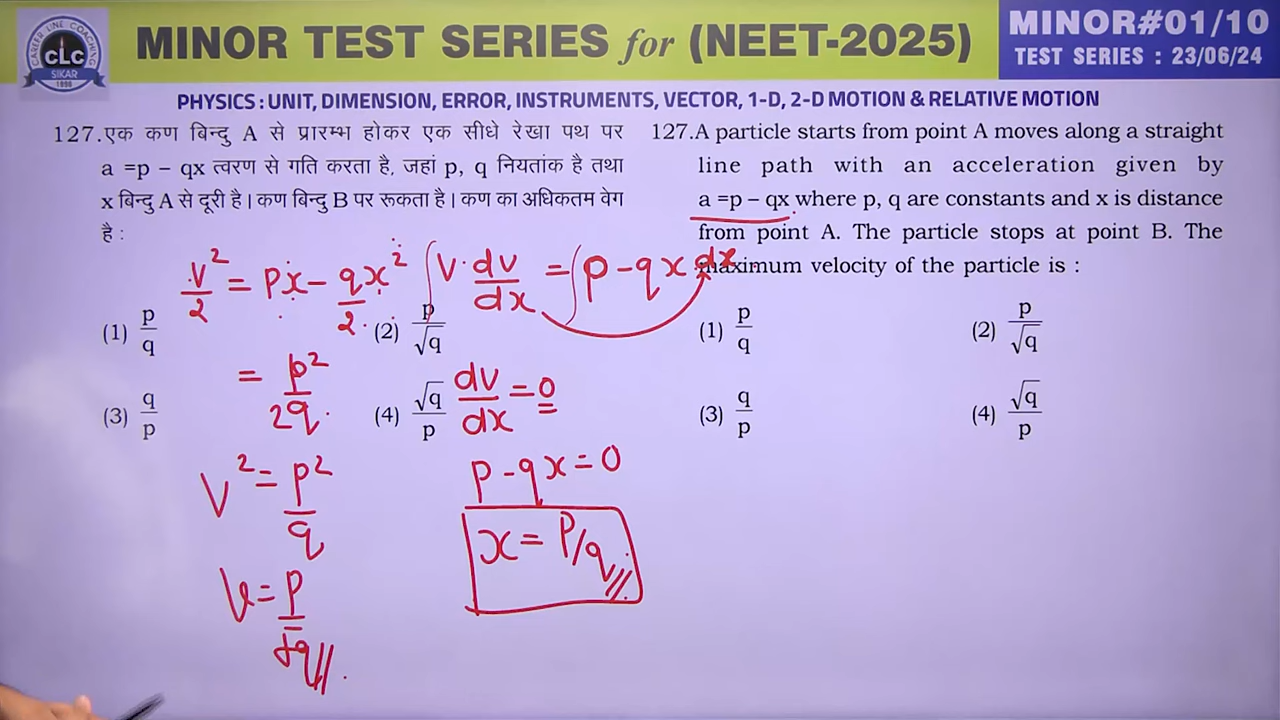 CAREER LINE COACHING
CLC
SIKAR
1996
MINOR TEST SERIES for (NEET-2025)
MINOR#01/10
TEST SERIES : 23/06/24
PHYSICS : UNIT, DIMENSION, ERROR, INSTRUMENTS, VECTOR, 1-D, 2-D MOTION & RELATIVE MOTION
127.एक कण बिन्दु A से प्रारम्भ होकर एक सीधे रेखा पथ पर
a =p – qx त्वरण से गति करता है, जहां p, q नियतांक है तथा
x बिन्दु A से दूरी है। कण बिन्दु B पर रूकता है। कण का अधिकतम वेग
है :
(1) p/q
(2) p/√q
(3) q/p
(4) √q/p
127.A particle starts from point A moves along a straight
line path with an acceleration given by
a =p – qx where p, q are constants and x is distance
from point A. The particle stops at point B. The
maximum velocity of the particle is :
(1) p/q
(2) p/√q
(3) q/p
(4) √q/p
v²/2 = px – qx²/2
∫v·dv/dx = ∫p – qx dx
= p²/2q
v² = p²/q
v = p/√q
dv/dx = 0
p – qx = 0
x = p/q